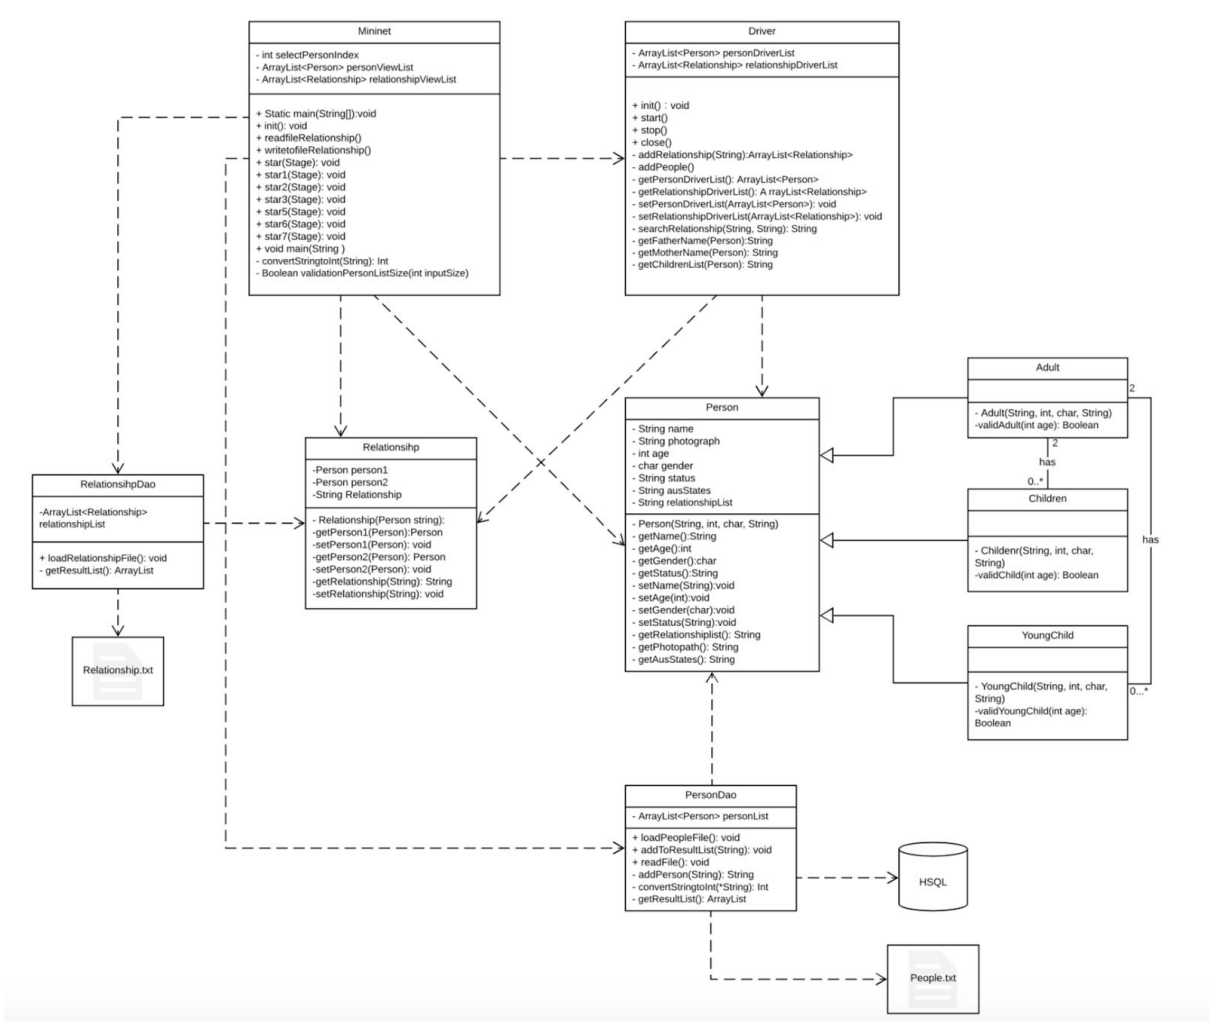 Mininet
- int selectPersonIndex
- ArrayList<Person> personViewList
- ArrayList<Relationship> relationshipViewList
+ Static main(String[]):void
+ init(): void
+ readfileRelationship()
+ writetofileRelationship()
+ star(Stage): void
+ star1(Stage): void
+ star2(Stage): void
+ star3(Stage): void
+ star5(Stage): void
+ star6(Stage): void
+ star7(Stage): void
+ void main(String )
- convertStringtoInt(String): Int
- Boolean validationPersonListSize(int inputSize)
Driver
- ArrayList<Person> personDriverList
- ArrayList<Relationship> relationshipDriverList
+ init() : void
+ start()
+ stop()
+ close()
- addRelationship(String):ArrayList<Relationship>
- addPeople()
- getPersonDriverList(): ArrayList<Person>
- getRelationshipDriverList(): A rrayList<Relationship>
- setPersonDriverList(ArrayList<Person>): void
- setRelationshipDriverList(ArrayList<Relationship>): void
- searchRelationship(String, String): String
- getFatherName(Person):String
- getMotherName(Person): String
- getChildrenList(Person): String
RelationsihpDao
-ArrayList<Relationship>
relationshipList
+ loadRelationshipFile(): void
- getResultList(): ArrayList
Relationship.txt
Relationsihp
-Person person1
-Person person2
-String Relationship
- Relationship(Person string):
-getPerson1(Person):Person
-setPerson1(Person): void
-getPerson2(Person): Person
-setPerson2(Person): void
-getRelationship(String): String
-setRelationship(String): void
Person
- String name
- String photograph
- int age
- char gender
- String status
- String ausStates
- String relationshipList
- Person(String, int, char, String)
- getName():String
- getAge():int
- getGender():char
- getStatus():String
- setName(String):void
- setAge(int):void
- setGender(char):void
- setStatus(String):void
- getRelationshiplist(): String
- getPhotopath(): String
- getAusStates(): String
Adult
- Adult(String, int, char, String)
-validAdult(int age): Boolean
2
2
has
0..*
Children
- Childenr(String, int, char,
String)
-validChild(int age): Boolean
has
YoungChild
- YoungChild(String, int, char,
String)
-validYoungChild(int age):
Boolean
0...*
PersonDao
- ArrayList<Person> personList
+ loadPeopleFile(): void
+ addToResultList(String): void
+ readFile(): void
- addPerson(String): String
- convertStringtoInt(*String): Int
- getResultList(): ArrayList
HSQL
People.txt